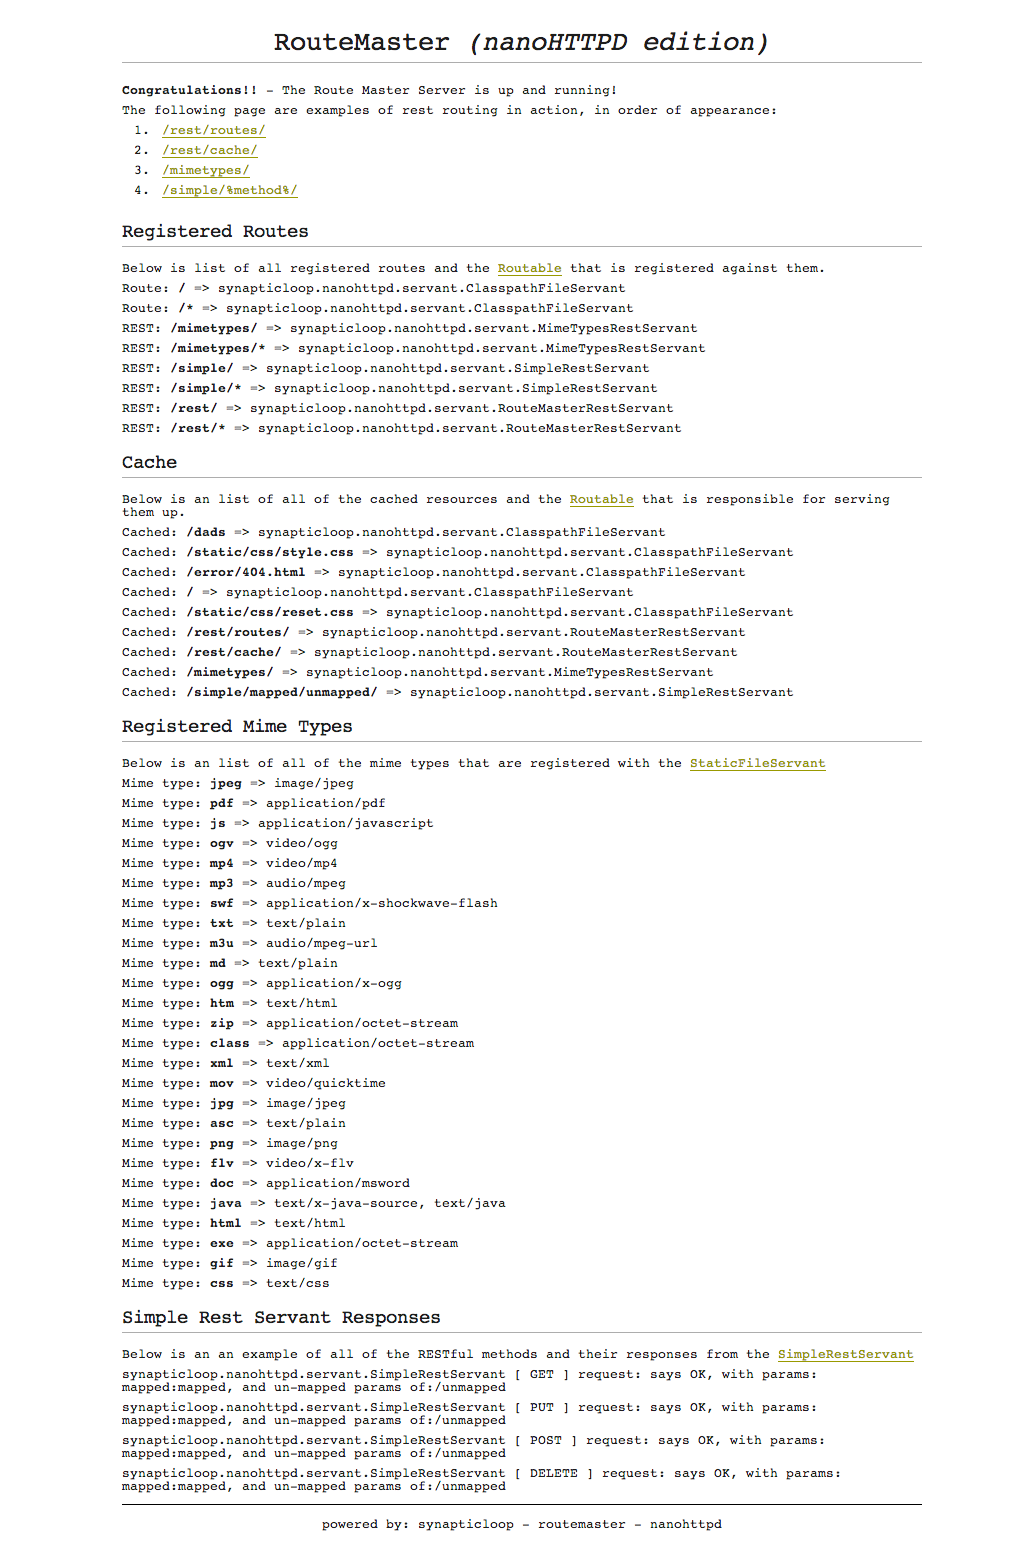 RouteMaster (nanoHTTPD edition)
Congratulations!! - The Route Master Server is up and running!
The following page are examples of rest routing in action, in order of appearance:
1. /rest/routes/
2. /rest/cache/
3. /mimetypes/
4. /simple/%method%/
Registered Routes
Below is list of all registered routes and the Routable that is registered against them.
Route: / => synapticloop.nanohttpd.servant.ClasspathFileServant
Route: /* => synapticloop.nanohttpd.servant.ClasspathFileServant
REST: /mimetypes/ => synapticloop.nanohttpd.servant.MimeTypesRestServant
REST: /mimetypes/* => synapticloop.nanohttpd.servant.MimeTypesRestServant
REST: /simple/ => synapticloop.nanohttpd.servant.SimpleRestServant
REST: /simple/* => synapticloop.nanohttpd.servant.SimpleRestServant
REST: /rest/ => synapticloop.nanohttpd.servant.RouteMasterRestServant
REST: /rest/* => synapticloop.nanohttpd.servant.RouteMasterRestServant
Cache
Below is an list of all of the cached resources and the Routable that is responsible for serving
them up.
Cached: /dads => synapticloop.nanohttpd.servant.ClasspathFileServant
Cached: /static/css/style.css => synapticloop.nanohttpd.servant.ClasspathFileServant
Cached: /error/404.html => synapticloop.nanohttpd.servant.ClasspathFileServant
Cached: / => synapticloop.nanohttpd.servant.ClasspathFileServant
Cached: /static/css/reset.css => synapticloop.nanohttpd.servant.ClasspathFileServant
Cached: /rest/routes/ => synapticloop.nanohttpd.servant.RouteMasterRestServant
Cached: /rest/cache/ => synapticloop.nanohttpd.servant.RouteMasterRestServant
Cached: /mimetypes/ => synapticloop.nanohttpd.servant.MimeTypesRestServant
Cached: /simple/mapped/unmapped/ => synapticloop.nanohttpd.servant.SimpleRestServant
Registered Mime Types
Below is an list of all of the mime types that are registered with the StaticFileServant
Mime type: jpeg => image/jpeg
Mime type: pdf => application/pdf
Mime type: js => application/javascript
Mime type: ogv => video/ogg
Mime type: mp4 => video/mp4
Mime type: mp3 => audio/mpeg
Mime type: swf => application/x-shockwave-flash
Mime type: txt => text/plain
Mime type: m3u => audio/mpeg-url
Mime type: md => text/plain
Mime type: ogg => application/x-ogg
Mime type: htm => text/html
Mime type: zip => application/octet-stream
Mime type: class => application/octet-stream
Mime type: xml => text/xml
Mime type: mov => video/quicktime
Mime type: jpg => image/jpeg
Mime type: asc => text/plain
Mime type: png => image/png
Mime type: flv => video/x-flv
Mime type: doc => application/msword
Mime type: java => text/x-java-source, text/java
Mime type: html => text/html
Mime type: exe => application/octet-stream
Mime type: gif => image/gif
Mime type: css => text/css
Simple Rest Servant Responses
Below is an an example of all of the RESTful methods and their responses from the SimpleRestServant
synapticloop.nanohttpd.servant.SimpleRestServant [ GET ] request: says OK, with params:
mapped:mapped, and un-mapped params of:/unmapped
synapticloop.nanohttpd.servant.SimpleRestServant [ PUT ] request: says OK, with params:
mapped:mapped, and un-mapped params of:/unmapped
synapticloop.nanohttpd.servant.SimpleRestServant [ POST ] request: says OK, with params:
mapped:mapped, and un-mapped params of:/unmapped
synapticloop.nanohttpd.servant.SimpleRestServant [ DELETE ] request: says OK, with params:
mapped:mapped, and un-mapped params of:/unmapped
powered by: synapticloop - routemaster - nanohttpd